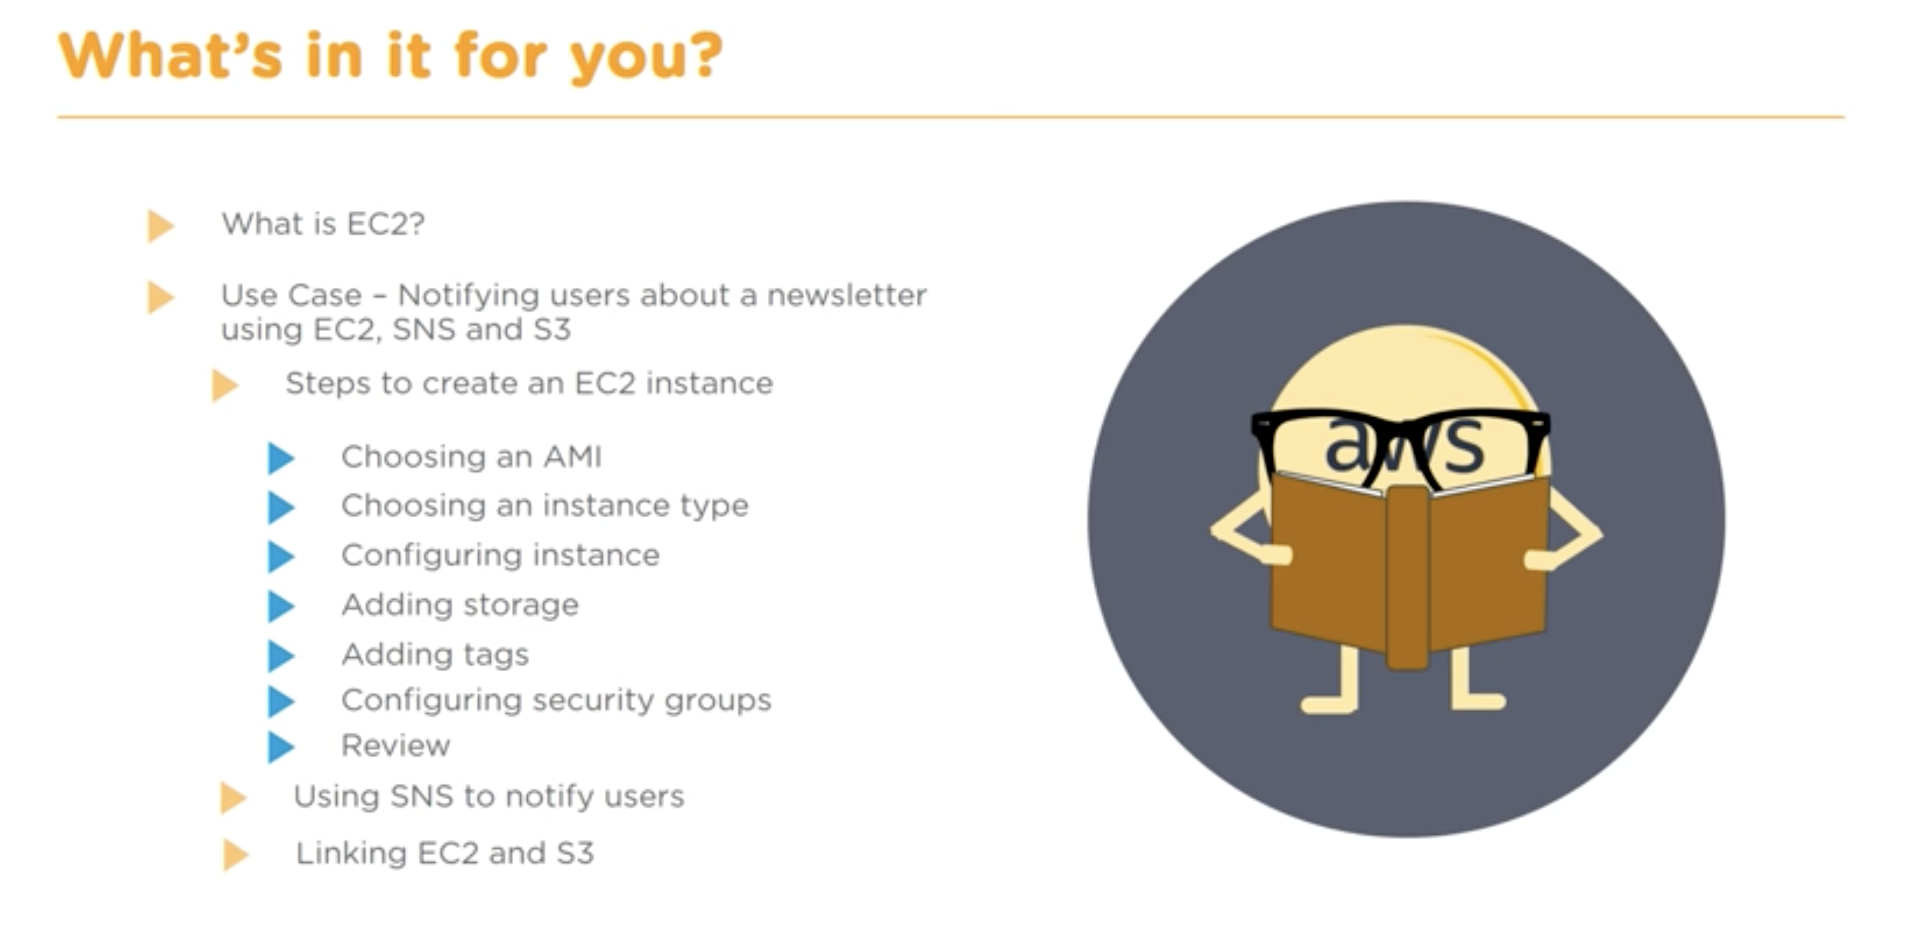 What's in it for you?
What is EC2?
Use Case – Notifying users about a newsletter
using EC2, SNS and S3
Steps to create an EC2 instance
Choosing an AMI
Choosing an instance type
Configuring instance
Adding storage
Adding tags
Configuring security groups
Review
Using SNS to notify users
Linking EC2 and S3
aws